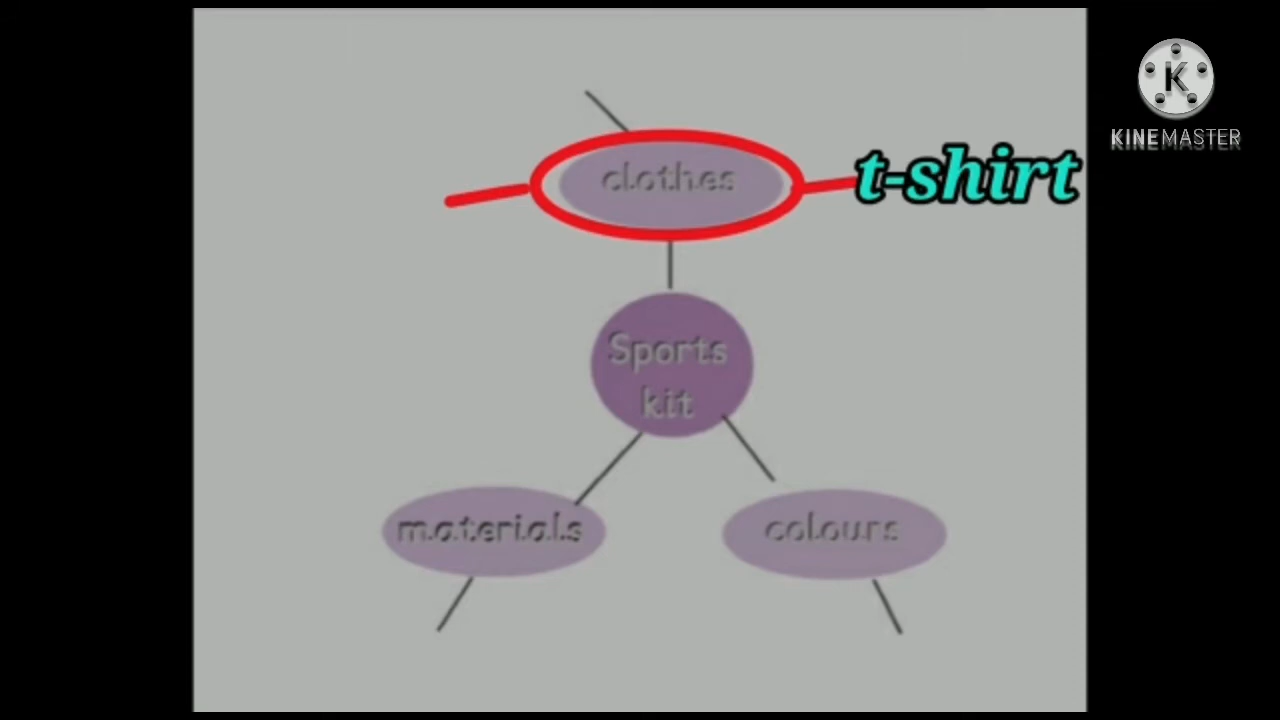 KINEMASTER
clothes
t-shirt
Sports
kit
materials
colours